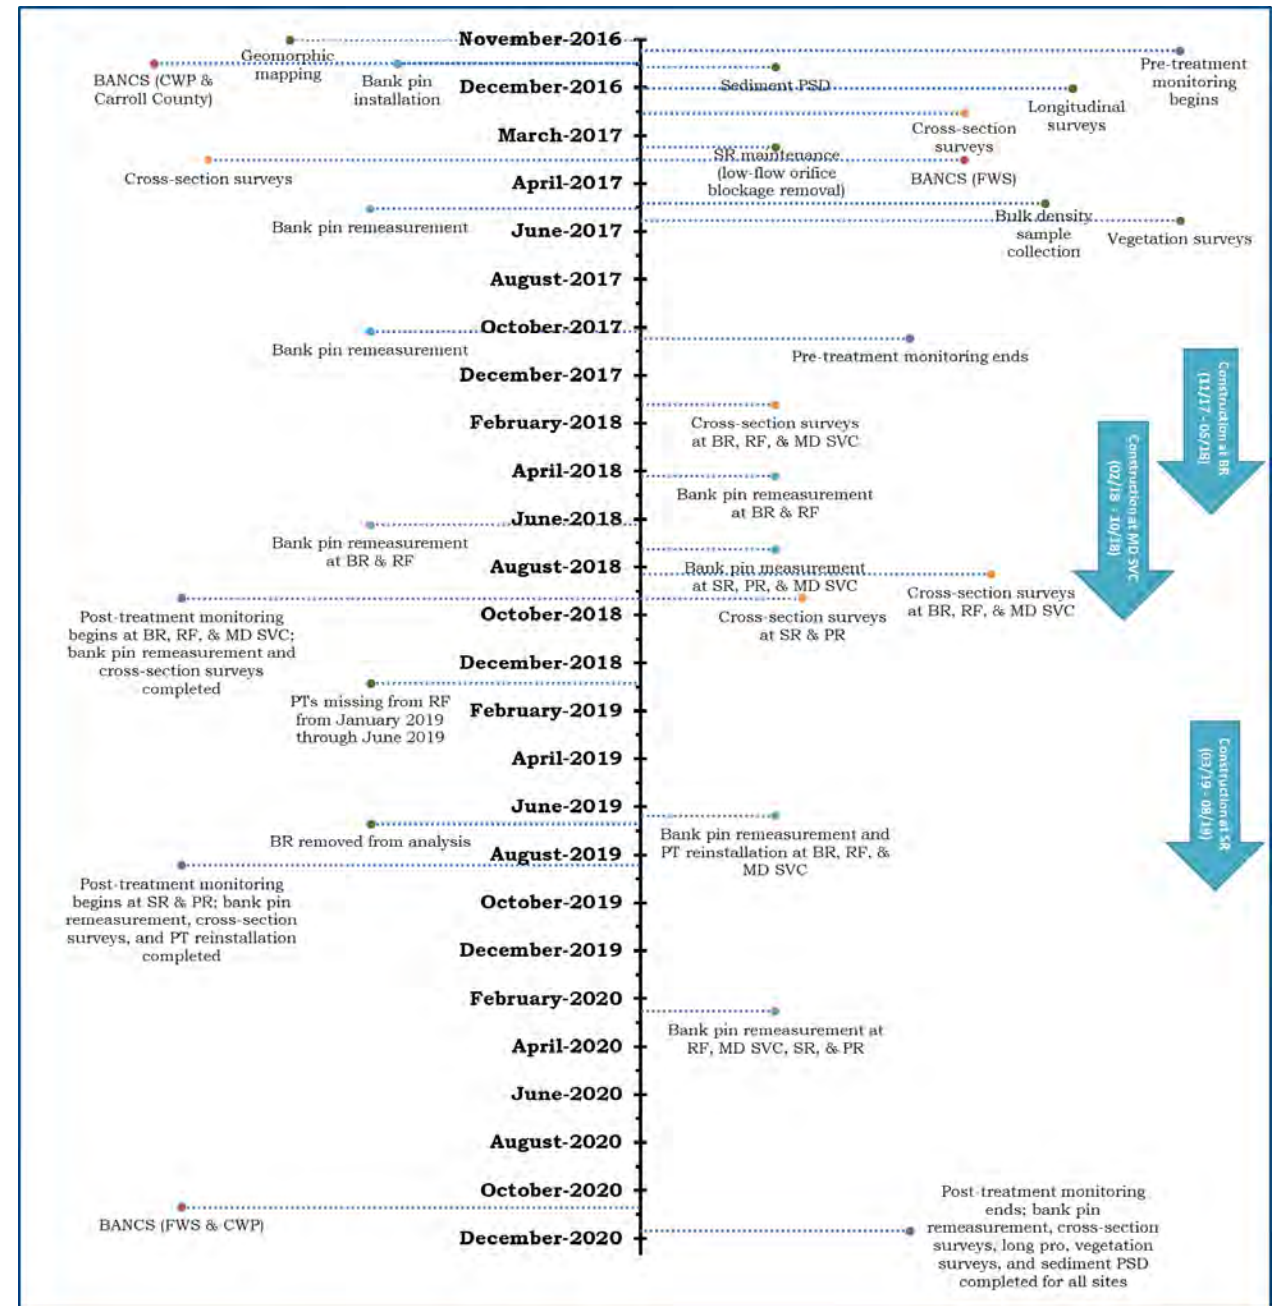 November-2016
Geomorphic
mapping
BANCS (CWP &
Carroll County)
Bank pin
installation
Pre-treatment
monitoring
begins
Sediment PSD
December-2016
Longitudinal
surveys
Cross-section
surveys
March-2017
SR maintenance
(low-flow orifice
blockage removal)
Cross-section surveys
BANCS (FWS)
April-2017
Bank pin remeasurement
Bulk density
sample
collection
Vegetation surveys
June-2017
August-2017
October-2017
Bank pin remeasurement
Pre-treatment monitoring ends
December-2017
Construction at BR
(11/17 - 05/18)
Cross-section surveys
at BR, RF, & MD SVC
February-2018
Construction at MD SVC
(02/18 - 10/18)
April-2018
Bank pin remeasurement
at BR & RF
June-2018
Bank pin remeasurement
at BR & RF
Bank pin measurement
at SR, PR, & MD SVC
August-2018
Cross-section surveys
at BR, RF, & MD SVC
Cross-section surveys
at SR & PR
October-2018
Post-treatment monitoring
begins at BR, RF, & MD SVC;
bank pin remeasurement and
cross-section surveys
completed
December-2018
PTs missing from RF
from January 2019
through June 2019
February-2019
Construction at SR
(03/19 - 08/19)
April-2019
June-2019
BR removed from analysis
Bank pin remeasurement and
PT reinstallation at BR, RF, &
MD SVC
August-2019
Post-treatment monitoring
begins at SR & PR; bank pin
remeasurement, cross-section
surveys, and PT reinstallation
completed
October-2019
December-2019
February-2020
Bank pin remeasurement at
RF, MD SVC, SR, & PR
April-2020
June-2020
August-2020
October-2020
BANCS (FWS & CWP)
December-2020
Post-treatment monitoring
ends; bank pin
remeasurement, cross-section
surveys, long pro, vegetation
surveys, and sediment PSD
completed for all sites